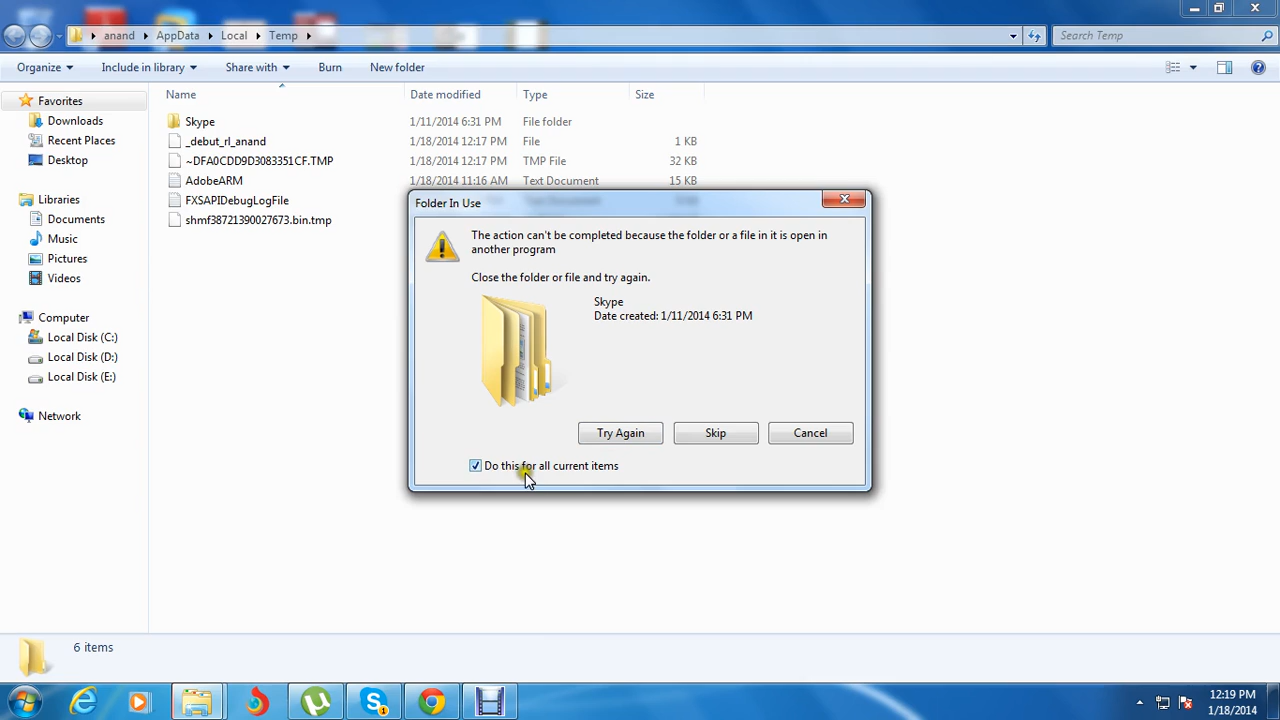 anand AppData Local Temp Search Temp
Organize Include in library Share with Burn New folder
Name Date modified Type Size
Favorites
Downloads
Recent Places
Desktop
Libraries
Documents
Music
Pictures
Videos
Computer
Local Disk (C:)
Local Disk (D:)
Local Disk (E:)
Network
Skype 1/11/2014 6:31 PM File folder
_debut_rl_anand 1/18/2014 12:17 PM File 1 KB
~DFA0CDD9D3083351CF.TMP 1/18/2014 12:17 PM TMP File 32 KB
AdobeARM 1/18/2014 11:16 AM Text Document 15 KB
FXSAPIDebugLogFile
shmf38721390027673.bin.tmp
Folder In Use
The action can't be completed because the folder or a file in it is open in
another program
Close the folder or file and try again.
Skype
Date created: 1/11/2014 6:31 PM
Try Again Skip Cancel
Do this for all current items
6 items
1
12:19 PM
1/18/2014